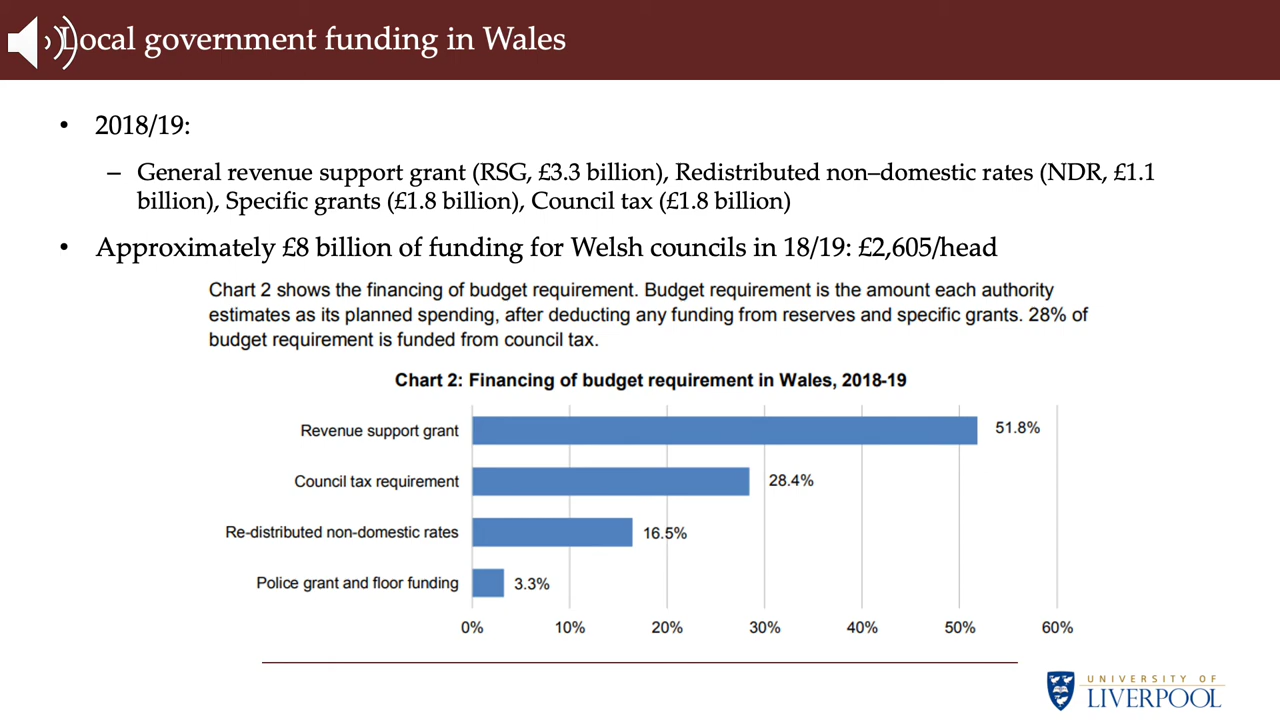 Local government funding in Wales
• 2018/19:
– General revenue support grant (RSG, £3.3 billion), Redistributed non–domestic rates (NDR, £1.1
billion), Specific grants (£1.8 billion), Council tax (£1.8 billion)
• Approximately £8 billion of funding for Welsh councils in 18/19: £2,605/head
Chart 2 shows the financing of budget requirement. Budget requirement is the amount each authority
estimates as its planned spending, after deducting any funding from reserves and specific grants. 28% of
budget requirement is funded from council tax.
Chart 2: Financing of budget requirement in Wales, 2018-19
Revenue support grant 51.8%
Council tax requirement 28.4%
Re-distributed non-domestic rates 16.5%
Police grant and floor funding 3.3%
0% 10% 20% 30% 40% 50% 60%
UNIVERSITY OF
LIVERPOOL